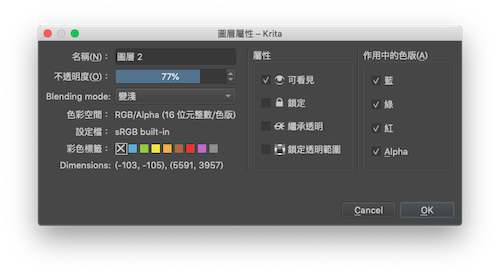 圖層屬性 – Krita
名稱(N)： 圖層 2
不透明度(O)： 77%
Blending mode: 變淺
色彩空間： RGB/Alpha (16 位元整數/色版)
設定檔： sRGB built-in
彩色標籤：
Dimensions: (-103, -105), (5591, 3957)
屬性
可看見
鎖定
繼承透明
鎖定透明範圍
作用中的色版(A)
藍
綠
紅
Alpha
Cancel
OK